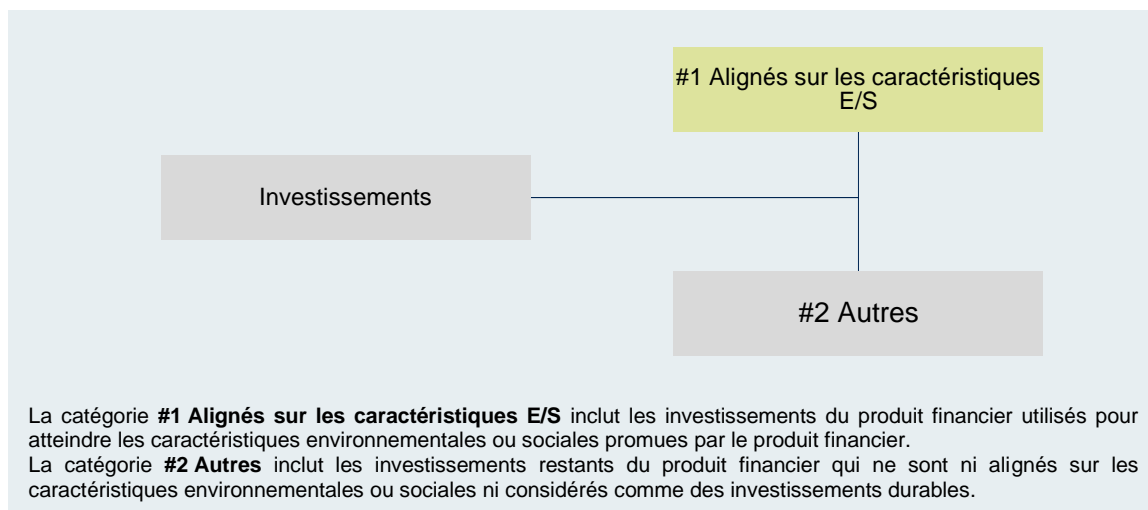 #1 Alignés sur les caractéristiques
E/S
Investissements
#2 Autres
La catégorie #1 Alignés sur les caractéristiques E/S inclut les investissements du produit financier utilisés pour
atteindre les caractéristiques environnementales ou sociales promues par le produit financier.
La catégorie #2 Autres inclut les investissements restants du produit financier qui ne sont ni alignés sur les
caractéristiques environnementales ou sociales ni considérés comme des investissements durables.